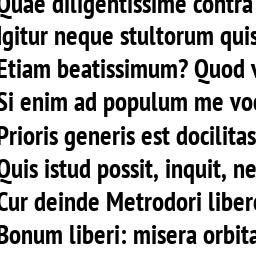 Quae diligentissime contra
Igitur neque stultorum quis
Etiam beatissimum? Quod v
Si enim ad populum me voc
Prioris generis est docilitas
Quis istud possit, inquit, ne
Cur deinde Metrodori liber
Bonum liberi: misera orbita